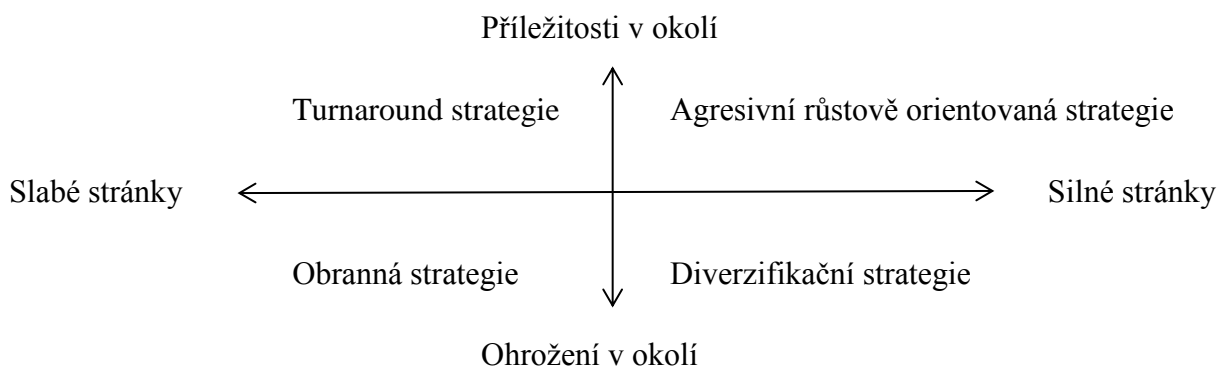 Příležitosti v okolí
Turnaround strategie
Agresivní růstově orientovaná strategie
Slabé stránky
Silné stránky
Obranná strategie
Diverzifikační strategie
Ohrožení v okolí